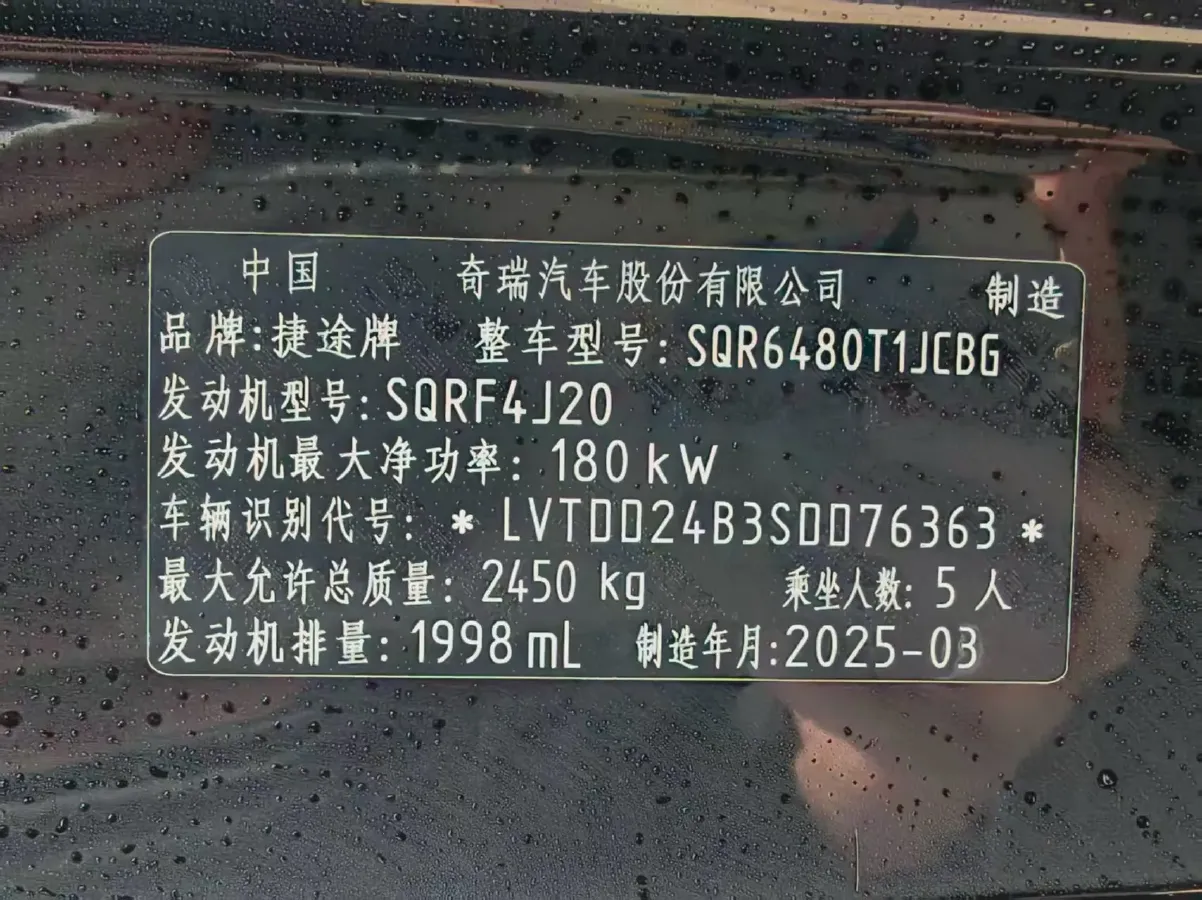 中国 奇瑞汽车股份有限公司 制造
品牌:捷途牌 整车型号:SQR6480T1JCBG
发动机型号:SQRF4J20
发动机最大净功率: 180 kW
车辆识别代号: * LVTDD24B3SD076363 *
最大允许总质量: 2450 kg 乘坐人数: 5 人
发动机排量: 1998 mL 制造年月:2025-03